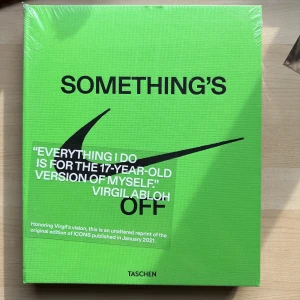 SOMETHING'S
"EVERYTHING I DO
IS FOR THE 17-YEAR-OLD
VERSION OF MYSELF."
VIRGIL ABLOH
OFF
Honoring Virgil's vision, this is an unaltered reprint of the
original edition of ICONS published in January 2021.
TASCHEN